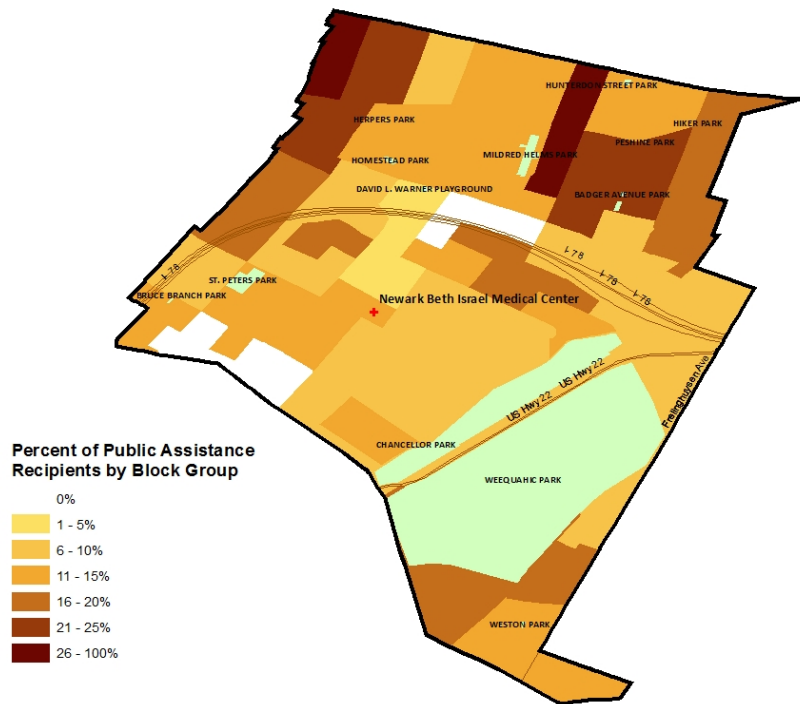 HUNTERDON STREET PARK
HERPERS PARK
HIKER PARK
PESHINE PARK
HOMESTEAD PARK
MILDRED HELMS PARK
DAVID L. WARNER PLAYGROUND
BADGER AVENUE PARK
I-78
I-78
I-78
I-78
ST. PETERS PARK
BRUCE BRANCH PARK
Newark Beth Israel Medical Center
US Hwy 22
US Hwy 22
Frelinghuysen Ave
CHANCELLOR PARK
WEEQUAHIC PARK
WESTON PARK
Percent of Public Assistance
Recipients by Block Group
0%
1 - 5%
6 - 10%
11 - 15%
16 - 20%
21 - 25%
26 - 100%